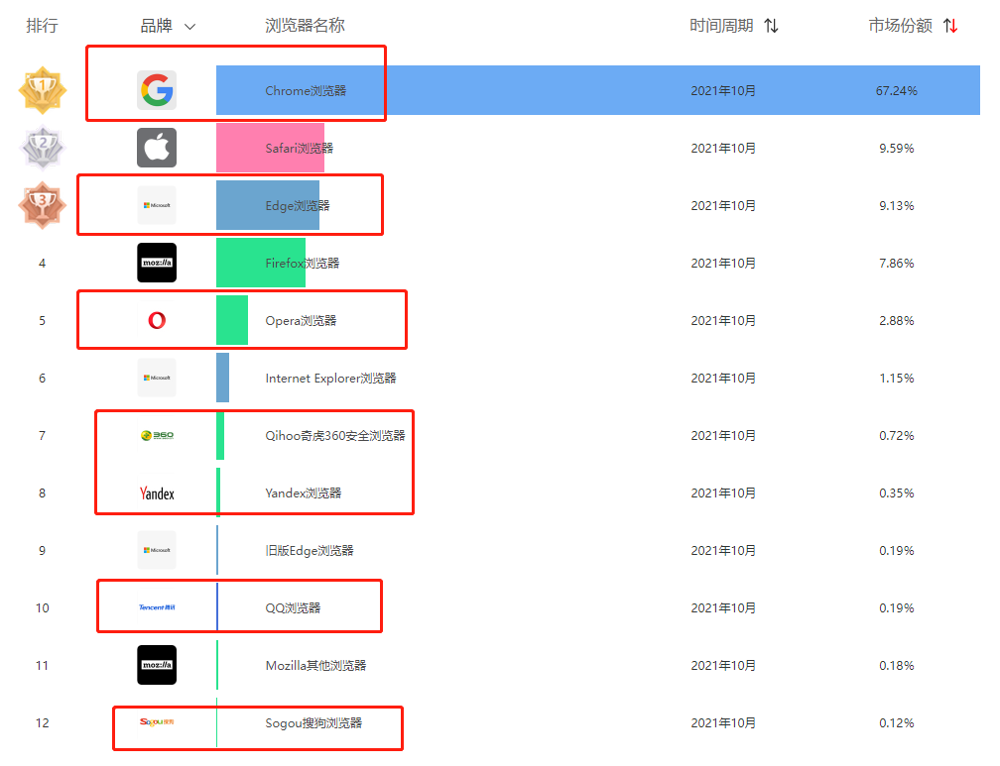 排行 品牌 浏览器名称 时间周期 市场份额
1 Chrome浏览器 2021年10月 67.24%
2 Safari浏览器 2021年10月 9.59%
3 Microsoft Edge浏览器 2021年10月 9.13%
4 moz://a Firefox浏览器 2021年10月 7.86%
5 Opera浏览器 2021年10月 2.88%
6 Microsoft Internet Explorer浏览器 2021年10月 1.15%
7 360 Qihoo奇虎360安全浏览器 2021年10月 0.72%
8 Yandex Yandex浏览器 2021年10月 0.35%
9 Microsoft 旧版Edge浏览器 2021年10月 0.19%
10 Tencent 腾讯 QQ浏览器 2021年10月 0.19%
11 moz://a Mozilla其他浏览器 2021年10月 0.18%
12 Sogou搜狗 Sogou搜狗浏览器 2021年10月 0.12%